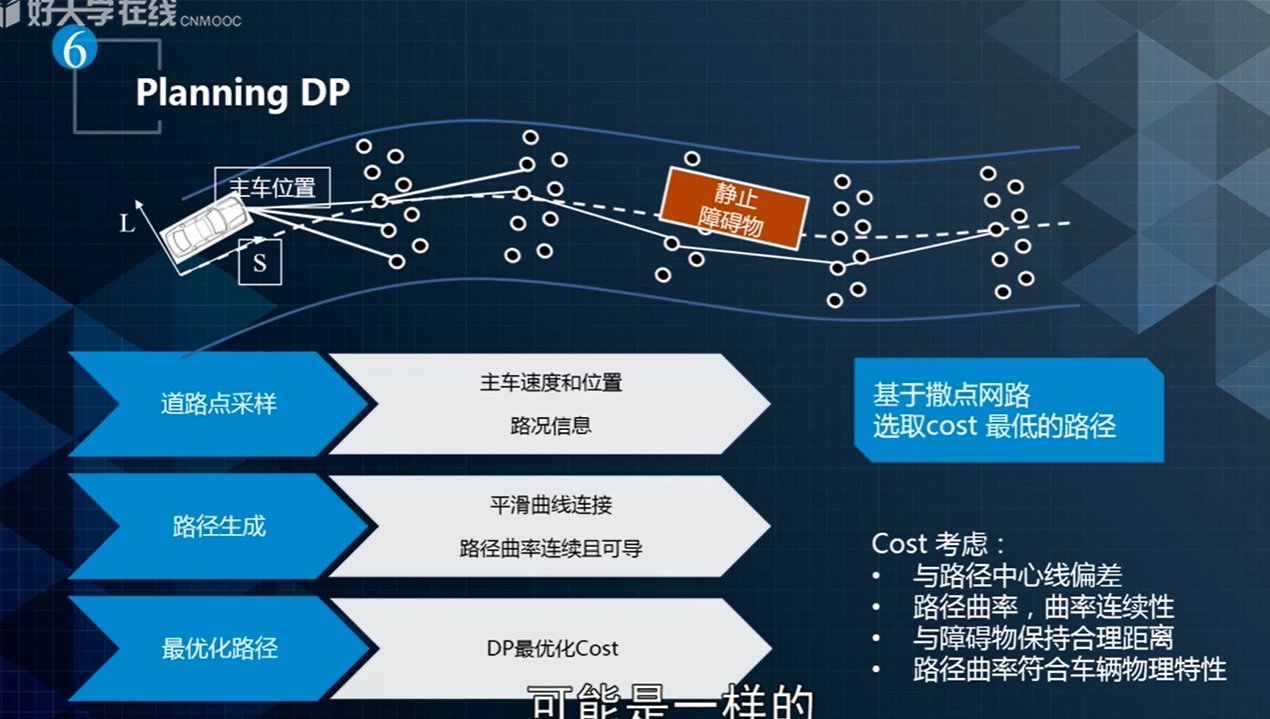 好大学在线 CNMOOC
6
Planning DP
主车位置
L
S
静止
障碍物
道路点采样
主车速度和位置
路况信息
基于撒点网路
选取cost 最低的路径
路径生成
平滑曲线连接
路径曲率连续且可导
Cost 考虑：
• 与路径中心线偏差
• 路径曲率，曲率连续性
• 与障碍物保持合理距离
• 路径曲率符合车辆物理特性
最优化路径
DP最优化Cost
可能是一样的